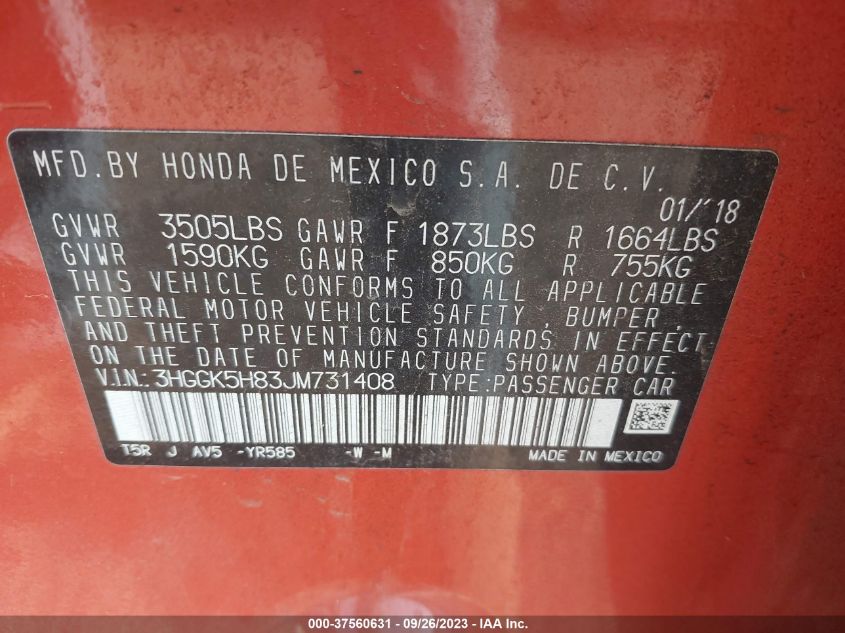 MFD.BY HONDA DE MEXICO S.A. DE C.V.
01/'18
GVWR 3505LBS GAWR F 1873LBS R 1664LBS
GVWR 1590KG GAWR F 850KG R 755KG
THIS VEHICLE CONFORMS TO ALL APPLICABLE
FEDERAL MOTOR VEHICLE SAFETY, BUMPER,
AND THEFT PREVENTION STANDARDS IN EFFECT
ON THE DATE OF MANUFACTURE SHOWN ABOVE.
V.I.N.:3HGGK5H83JM731408 TYPE:PASSENGER CAR
T5R J AV5 -YR585 -W -M
MADE IN MEXICO
000-37560631 - 09/26/2023 - IAA Inc.